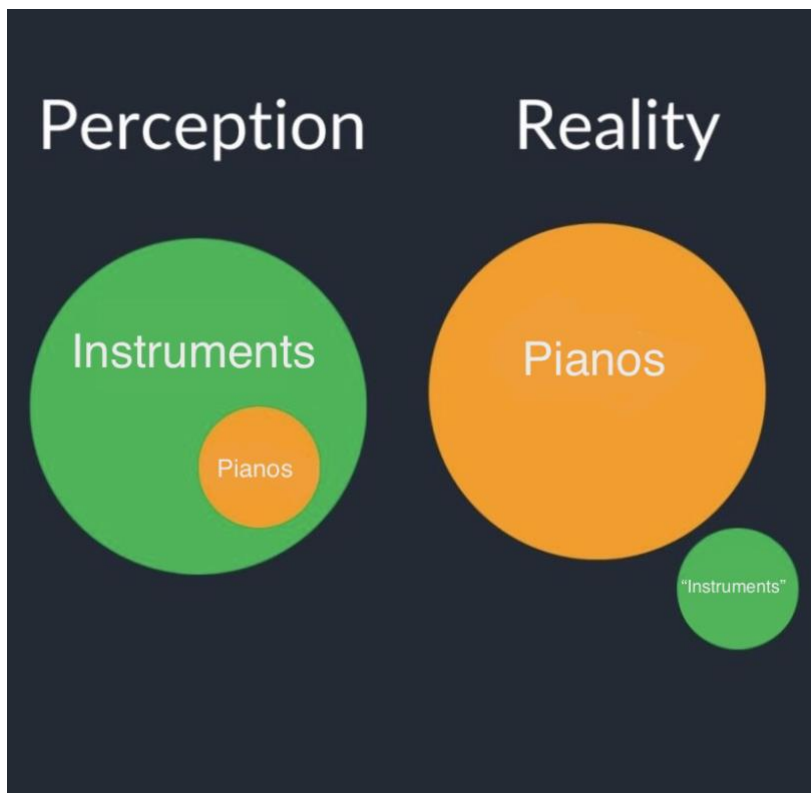 Perception
Reality
Instruments
Pianos
Pianos
“Instruments”